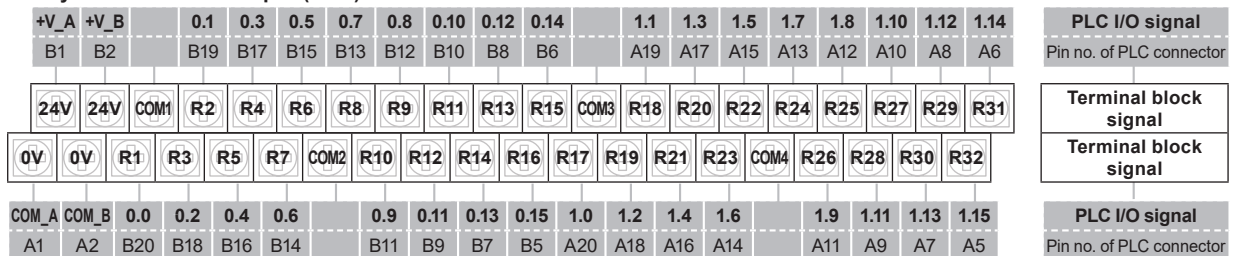 +V_A +V_B 0.1 0.3 0.5 0.7 0.8 0.10 0.12 0.14 1.1 1.3 1.5 1.7 1.8 1.10 1.12 1.14 PLC I/O signal
B1 B2 B19 B17 B15 B13 B12 B10 B8 B6 A19 A17 A15 A13 A12 A10 A8 A6 Pin no. of PLC connector
24V 24V COM1 R2 R4 R6 R8 R9 R11 R13 R15 COM3 R18 R20 R22 R24 R25 R27 R29 R31 Terminal block
signal
0V 0V R1 R3 R5 R7 COM2 R10 R12 R14 R16 R17 R19 R21 R23 COM4 R26 R28 R30 R32 Terminal block
signal
COM_A COM_B 0.0 0.2 0.4 0.6 0.9 0.11 0.13 0.15 1.0 1.2 1.4 1.6 1.9 1.11 1.13 1.15 PLC I/O signal
A1 A2 B20 B18 B16 B14 B11 B9 B7 B5 A20 A18 A16 A14 A11 A9 A7 A5 Pin no. of PLC connector